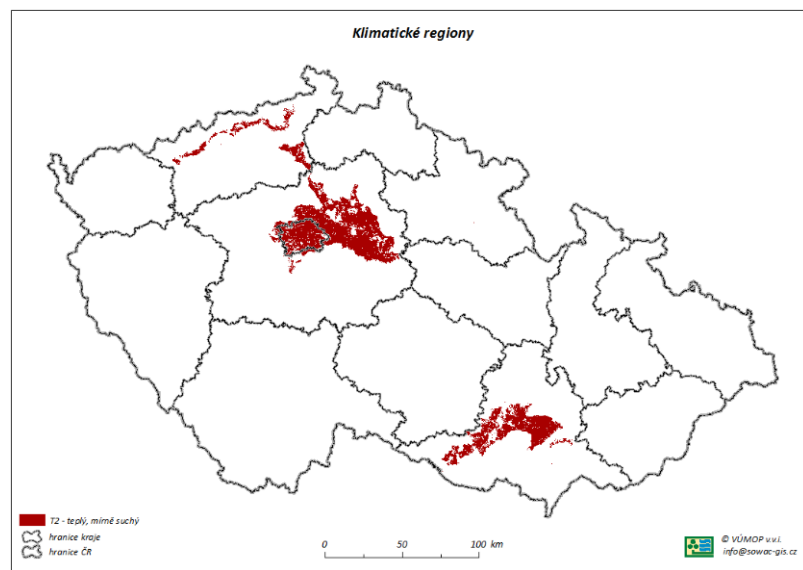 Klimatické regiony
T2 - teplý, mírně suchý
hranice kraje
hranice ČR
0 50 100 km
© VÚMOP v.v.i.
info@sowac-gis.cz